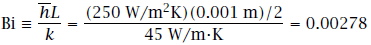 Bi ≡ h̅L/k = (250 W/m²K)(0.001 m)/2 / 45 W/m·K = 0.00278